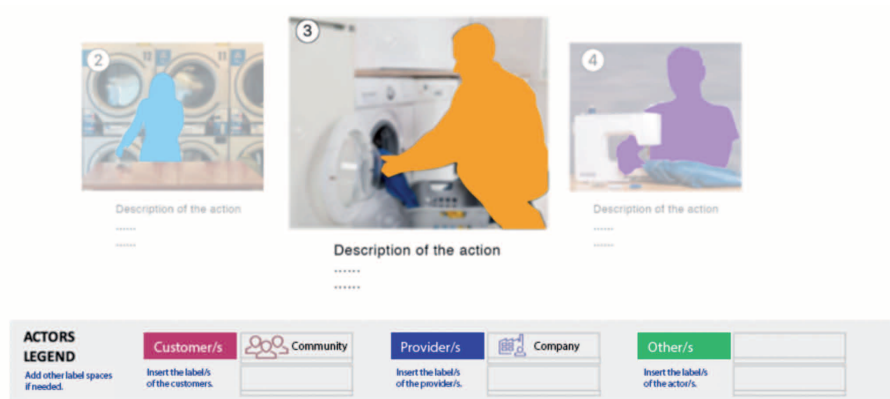 2
3
4
Description of the action
......
......
Description of the action
......
......
Description of the action
......
......
ACTORS
LEGEND
Add other label spaces
if needed.
Customer/s
Community
Insert the label/s
of the customers.
Provider/s
Company
Insert the label/s
of the provider/s.
Other/s
Insert the label/s
of the actor/s.